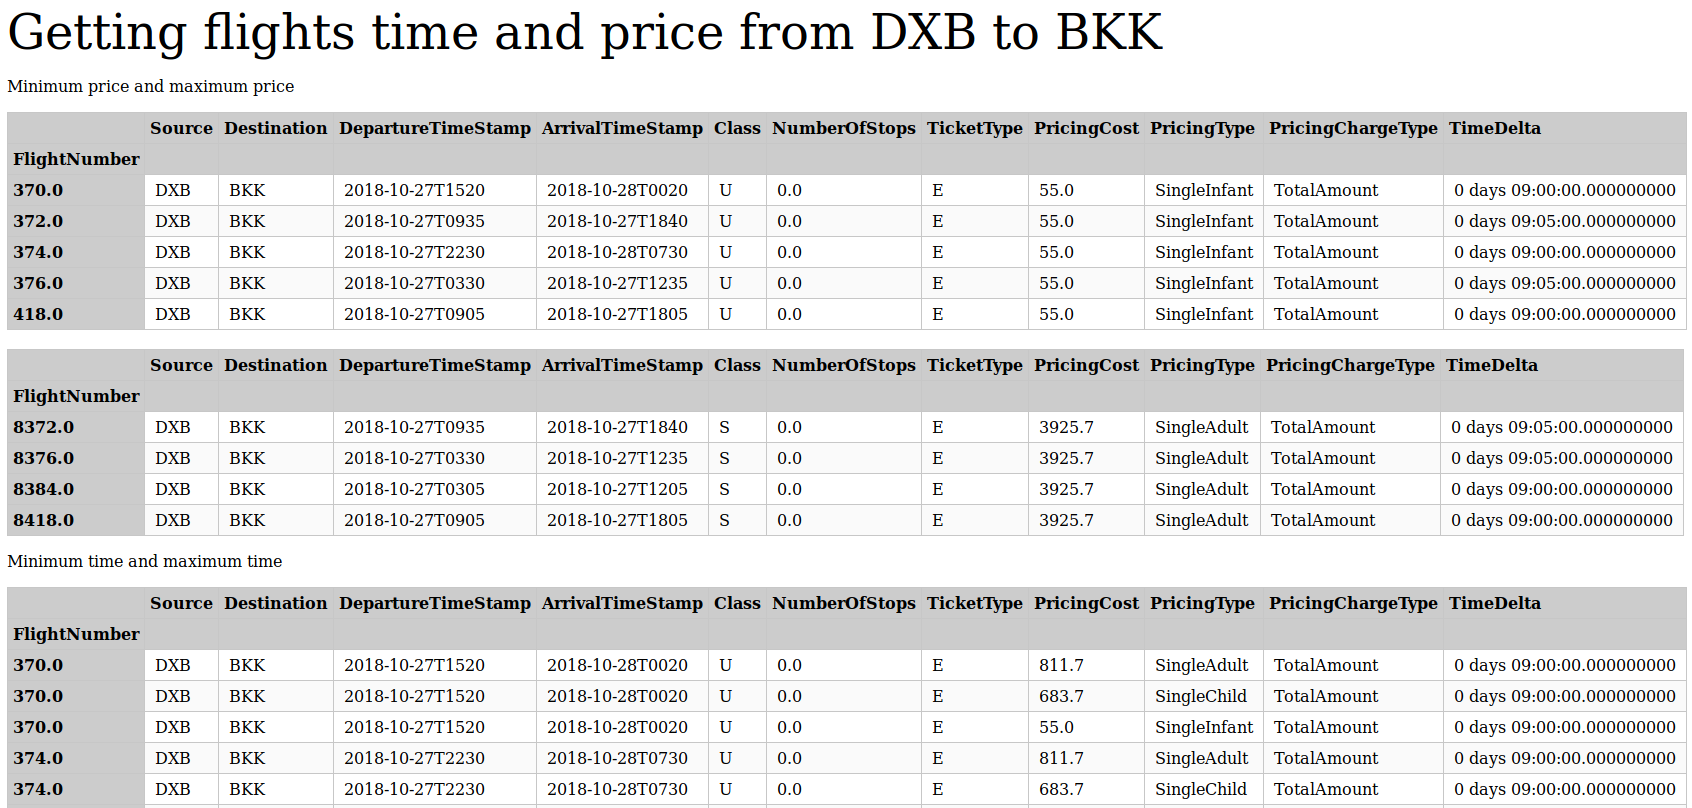 Getting flights time and price from DXB to BKK
Minimum price and maximum price
Source Destination DepartureTimeStamp ArrivalTimeStamp Class NumberOfStops TicketType PricingCost PricingType PricingChargeType TimeDelta
FlightNumber
370.0 DXB BKK 2018-10-27T1520 2018-10-28T0020 U 0.0 E 55.0 SingleInfant TotalAmount 0 days 09:00:00.000000000
372.0 DXB BKK 2018-10-27T0935 2018-10-27T1840 U 0.0 E 55.0 SingleInfant TotalAmount 0 days 09:05:00.000000000
374.0 DXB BKK 2018-10-27T2230 2018-10-28T0730 U 0.0 E 55.0 SingleInfant TotalAmount 0 days 09:00:00.000000000
376.0 DXB BKK 2018-10-27T0330 2018-10-27T1235 U 0.0 E 55.0 SingleInfant TotalAmount 0 days 09:05:00.000000000
418.0 DXB BKK 2018-10-27T0905 2018-10-27T1805 U 0.0 E 55.0 SingleInfant TotalAmount 0 days 09:00:00.000000000
Source Destination DepartureTimeStamp ArrivalTimeStamp Class NumberOfStops TicketType PricingCost PricingType PricingChargeType TimeDelta
FlightNumber
8372.0 DXB BKK 2018-10-27T0935 2018-10-27T1840 S 0.0 E 3925.7 SingleAdult TotalAmount 0 days 09:05:00.000000000
8376.0 DXB BKK 2018-10-27T0330 2018-10-27T1235 S 0.0 E 3925.7 SingleAdult TotalAmount 0 days 09:05:00.000000000
8384.0 DXB BKK 2018-10-27T0305 2018-10-27T1205 S 0.0 E 3925.7 SingleAdult TotalAmount 0 days 09:00:00.000000000
8418.0 DXB BKK 2018-10-27T0905 2018-10-27T1805 S 0.0 E 3925.7 SingleAdult TotalAmount 0 days 09:00:00.000000000
Minimum time and maximum time
Source Destination DepartureTimeStamp ArrivalTimeStamp Class NumberOfStops TicketType PricingCost PricingType PricingChargeType TimeDelta
FlightNumber
370.0 DXB BKK 2018-10-27T1520 2018-10-28T0020 U 0.0 E 811.7 SingleAdult TotalAmount 0 days 09:00:00.000000000
370.0 DXB BKK 2018-10-27T1520 2018-10-28T0020 U 0.0 E 683.7 SingleChild TotalAmount 0 days 09:00:00.000000000
370.0 DXB BKK 2018-10-27T1520 2018-10-28T0020 U 0.0 E 55.0 SingleInfant TotalAmount 0 days 09:00:00.000000000
374.0 DXB BKK 2018-10-27T2230 2018-10-28T0730 U 0.0 E 811.7 SingleAdult TotalAmount 0 days 09:00:00.000000000
374.0 DXB BKK 2018-10-27T2230 2018-10-28T0730 U 0.0 E 683.7 SingleChild TotalAmount 0 days 09:00:00.000000000